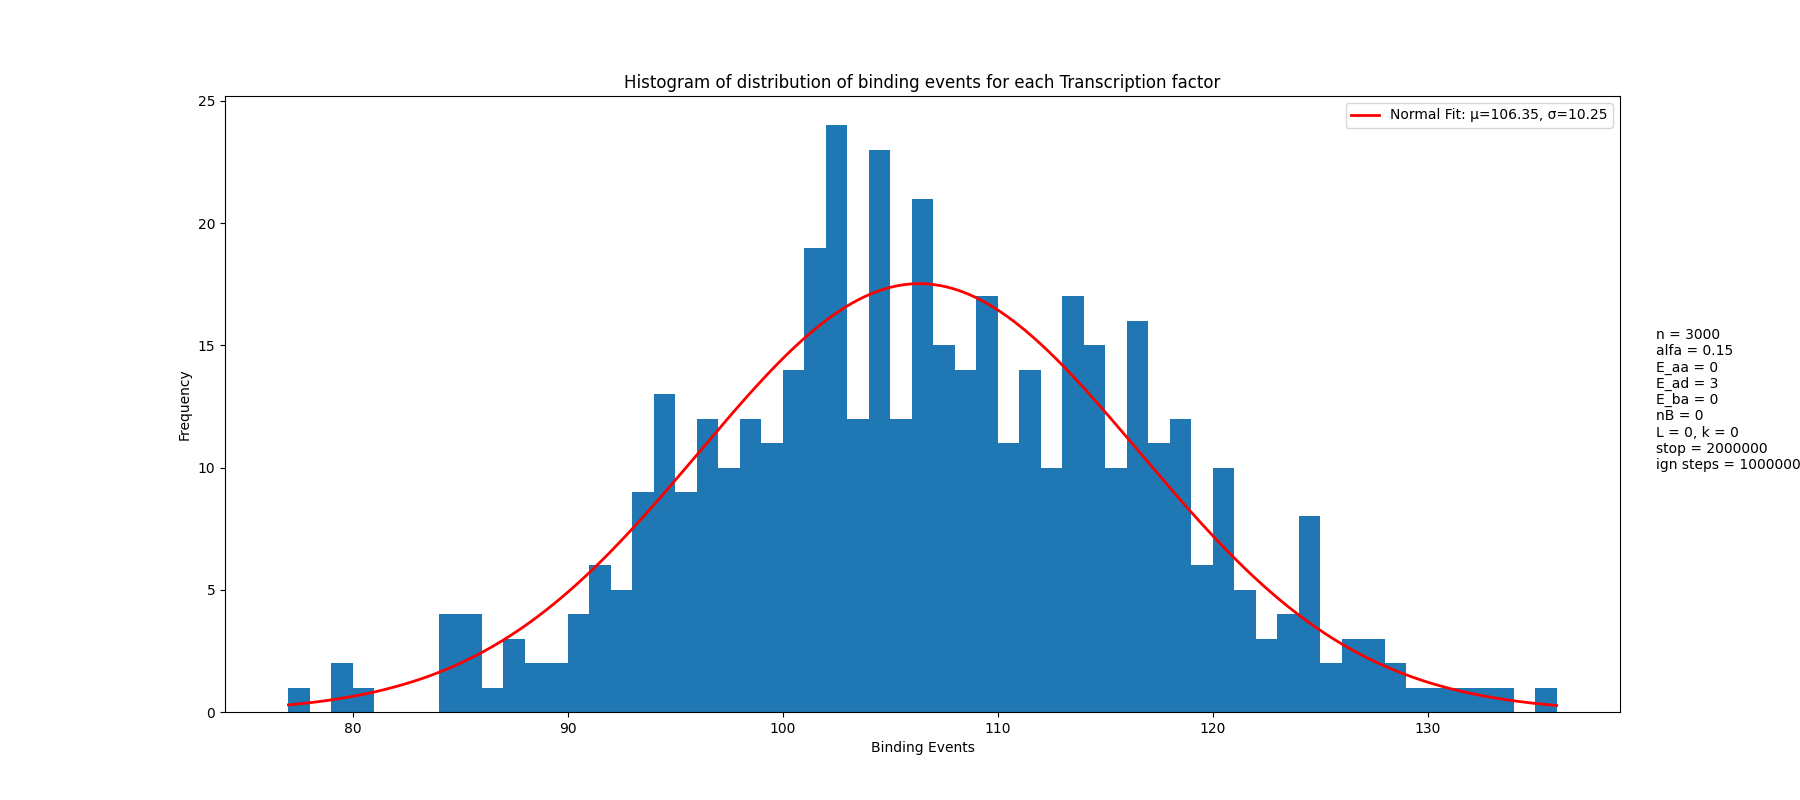 Histogram of distribution of binding events for each Transcription factor
25
20
15
10
5
0
Frequency
Normal Fit: μ=106.35, σ=10.25
80
90
100
110
120
130
Binding Events
n = 3000
alfa = 0.15
E_aa = 0
E_ad = 3
E_ba = 0
nB = 0
L = 0, k = 0
stop = 2000000
ign steps = 1000000